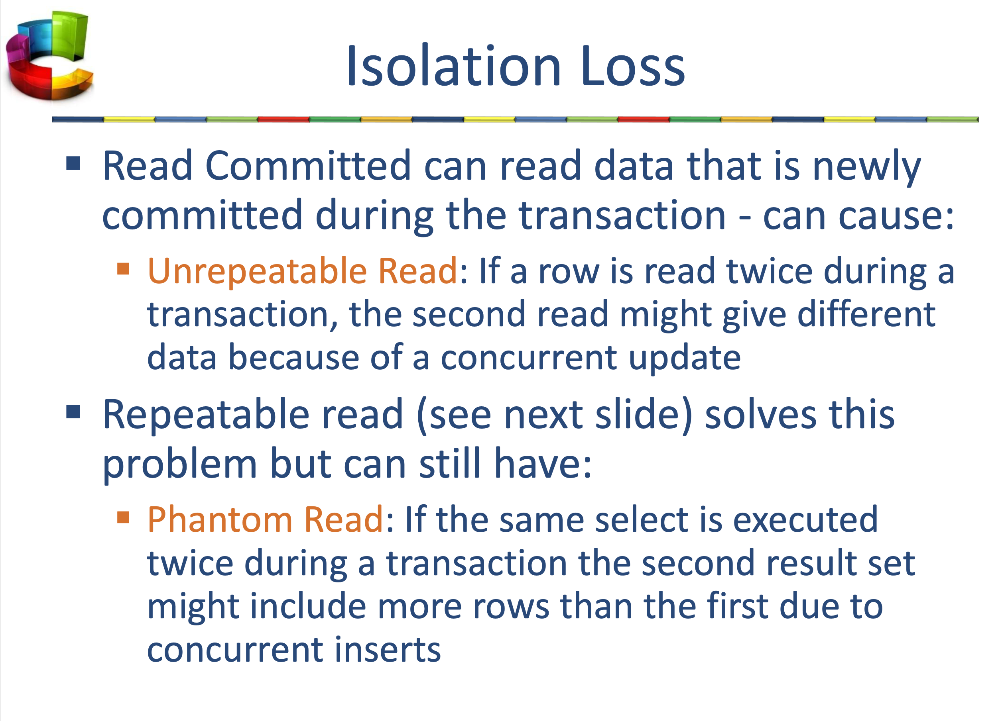 Isolation Loss
▪ Read Committed can read data that is newly
committed during the transaction - can cause:
▪ Unrepeatable Read: If a row is read twice during a
transaction, the second read might give different
data because of a concurrent update
▪ Repeatable read (see next slide) solves this
problem but can still have:
▪ Phantom Read: If the same select is executed
twice during a transaction the second result set
might include more rows than the first due to
concurrent inserts